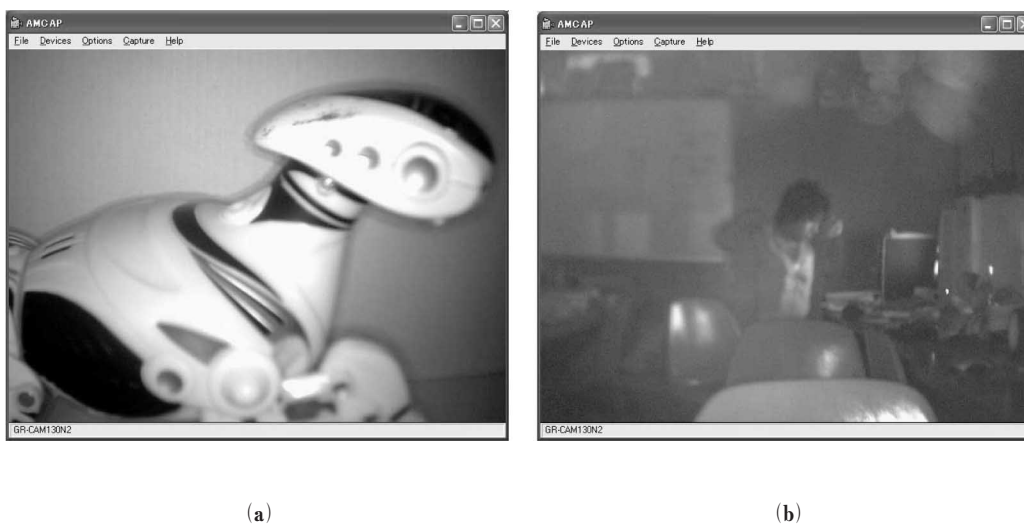 AMCAP
File Devices Options Capture Help
GR-CAM130N2
AMCAP
File Devices Options Capture Help
GR-CAM130N2
(a)
(b)